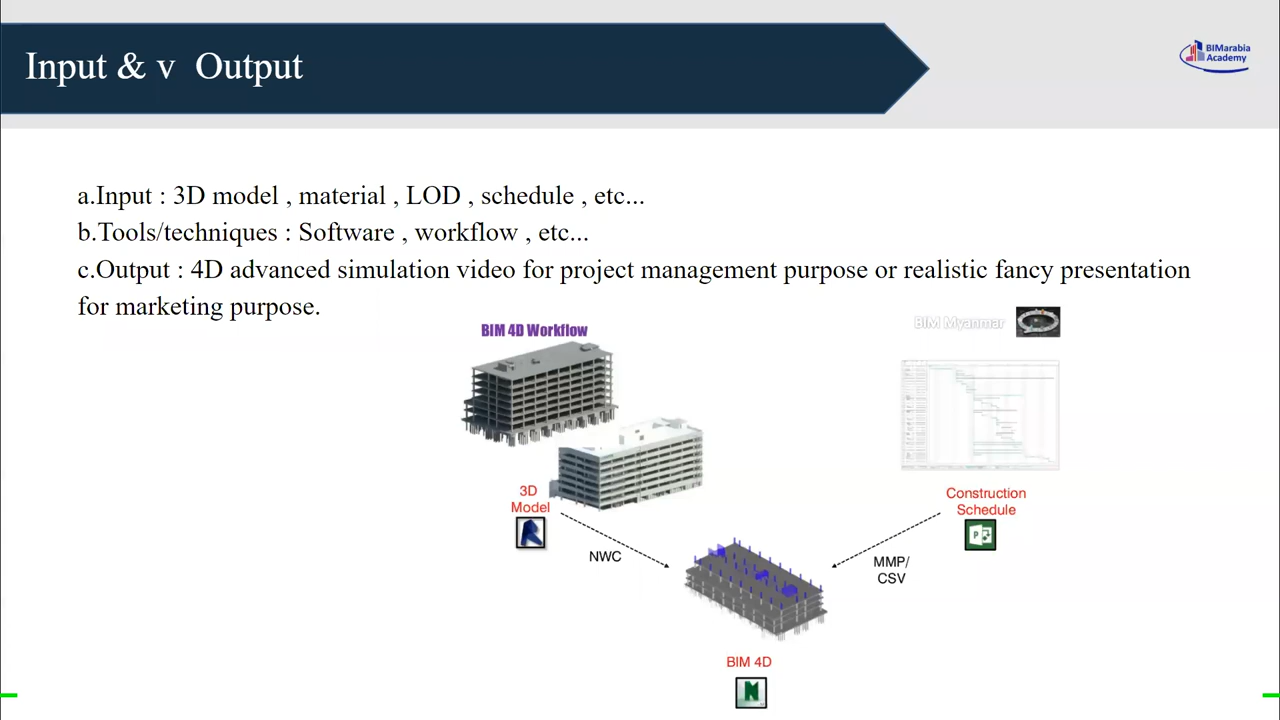 Input & v Output
BIMarabia
Academy
a.Input : 3D model , material , LOD , schedule , etc...
b.Tools/techniques : Software , workflow , etc...
c.Output : 4D advanced simulation video for project management purpose or realistic fancy presentation
for marketing purpose.
BIM 4D Workflow
BIM Myanmar
3D
Model
Construction
Schedule
NWC
MMP/
CSV
BIM 4D